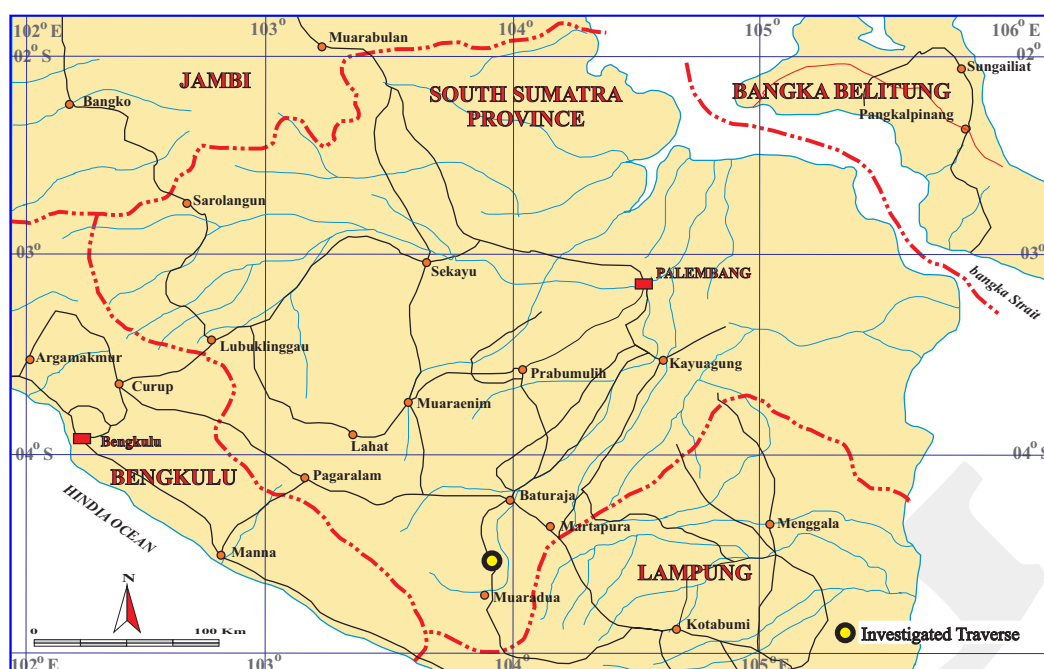 102° E
103°
104°
105°
106° E
02° S
02°
Muarabulan
Sungailiat
JAMBI
Bangko
SOUTH SUMATRA
PROVINCE
BANGKA BELITUNG
Pangkalpinang
Sarolangun
03°
03°
Sekayu
PALEMBANG
bangka Strait
Lubuklinggau
Argamakmur
Curup
Prabumulih
Kayuagung
Muaraenim
Bengkulu
Lahat
04° S
04° S
BENGKULU
Pagaralam
HINDIA OCEAN
Baturaja
Martapura
Menggala
Manna
LAMPUNG
Muaradua
N
Kotabumi
0
100 Km
Investigated Traverse
102° E
103°
104°
105° E